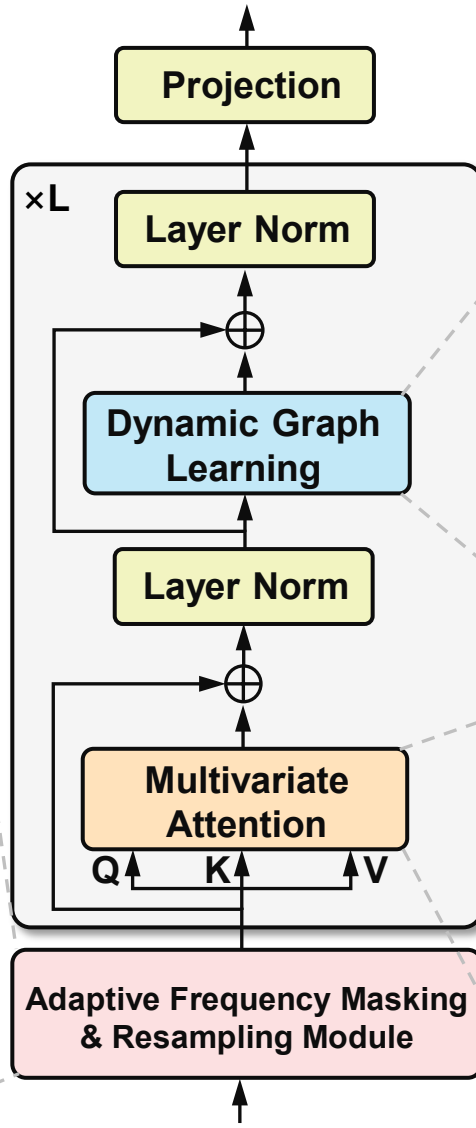 Projection
×L
Layer Norm
Dynamic Graph
Learning
Layer Norm
Multivariate
Attention
Q K V
Adaptive Frequency Masking
& Resampling Module